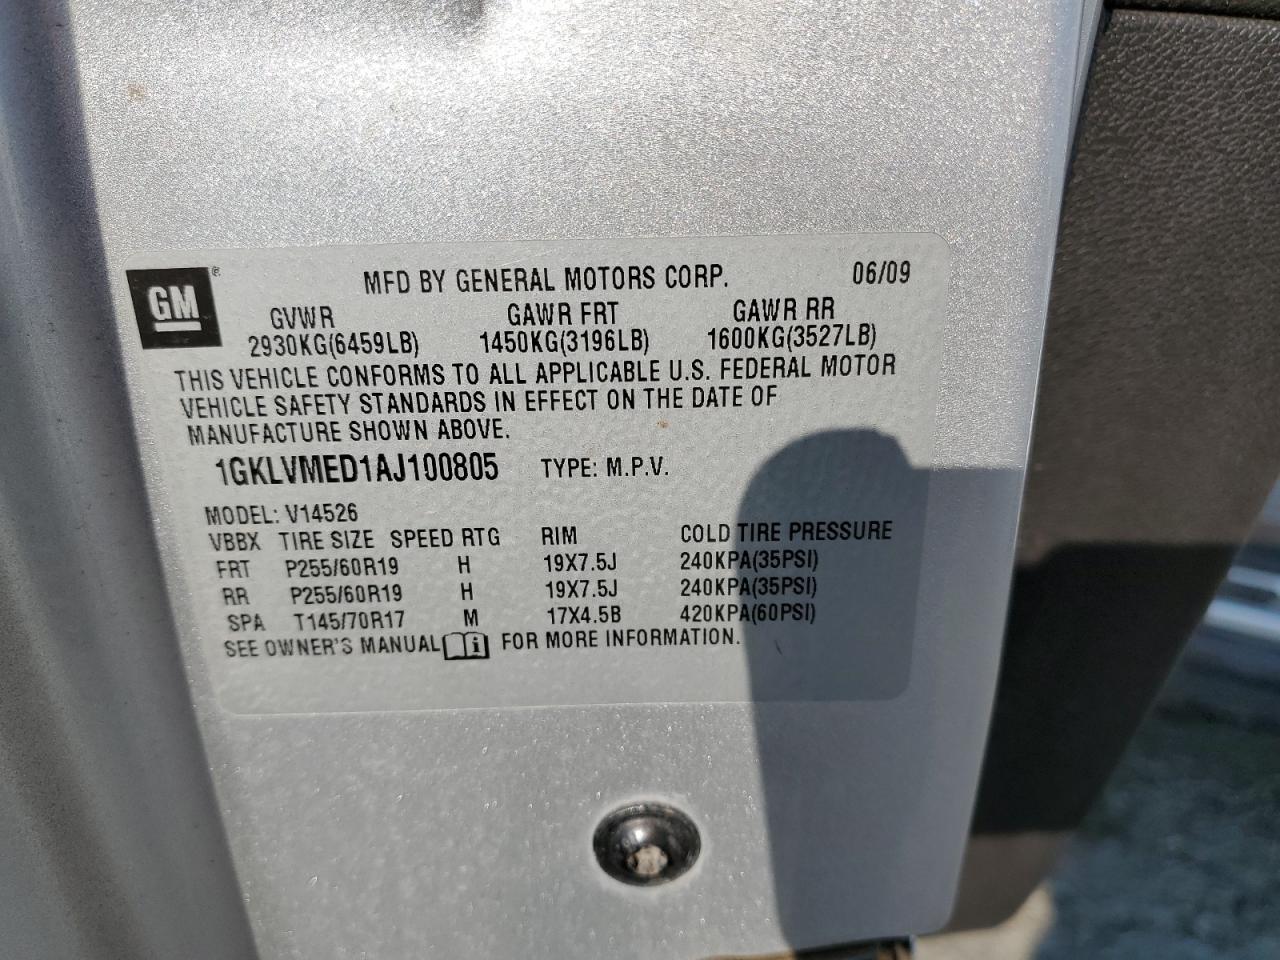 GM ®
MFD BY GENERAL MOTORS CORP. 06/09
GVWR GAWR FRT GAWR RR
2930KG(6459LB) 1450KG(3196LB) 1600KG(3527LB)
THIS VEHICLE CONFORMS TO ALL APPLICABLE U.S. FEDERAL MOTOR
VEHICLE SAFETY STANDARDS IN EFFECT ON THE DATE OF
MANUFACTURE SHOWN ABOVE.
1GKLVMED1AJ100805 TYPE: M.P.V.
MODEL: V14526
VBBX TIRE SIZE SPEED RTG RIM COLD TIRE PRESSURE
FRT P255/60R19 H 19X7.5J 240KPA(35PSI)
RR P255/60R19 H 19X7.5J 240KPA(35PSI)
SPA T145/70R17 M 17X4.5B 420KPA(60PSI)
SEE OWNER'S MANUAL i FOR MORE INFORMATION.